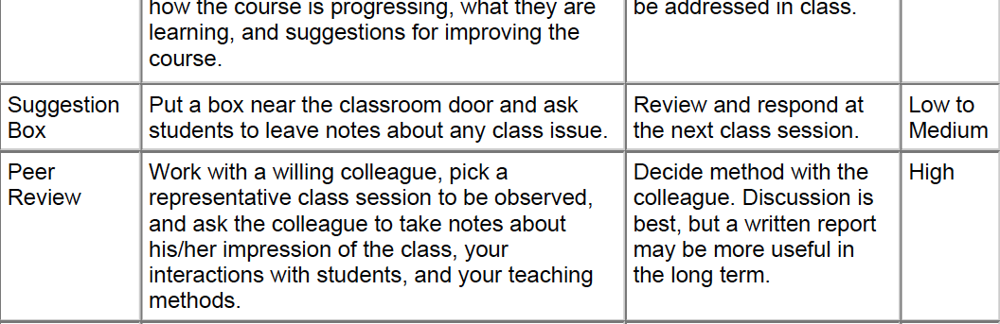 how the course is progressing, what they are
learning, and suggestions for improving the
course.
be addressed in class.
Suggestion
Box
Put a box near the classroom door and ask
students to leave notes about any class issue.
Review and respond at
the next class session.
Low to
Medium
Peer
Review
Work with a willing colleague, pick a
representative class session to be observed,
and ask the colleague to take notes about
his/her impression of the class, your
interactions with students, and your teaching
methods.
Decide method with the
colleague. Discussion is
best, but a written report
may be more useful in
the long term.
High